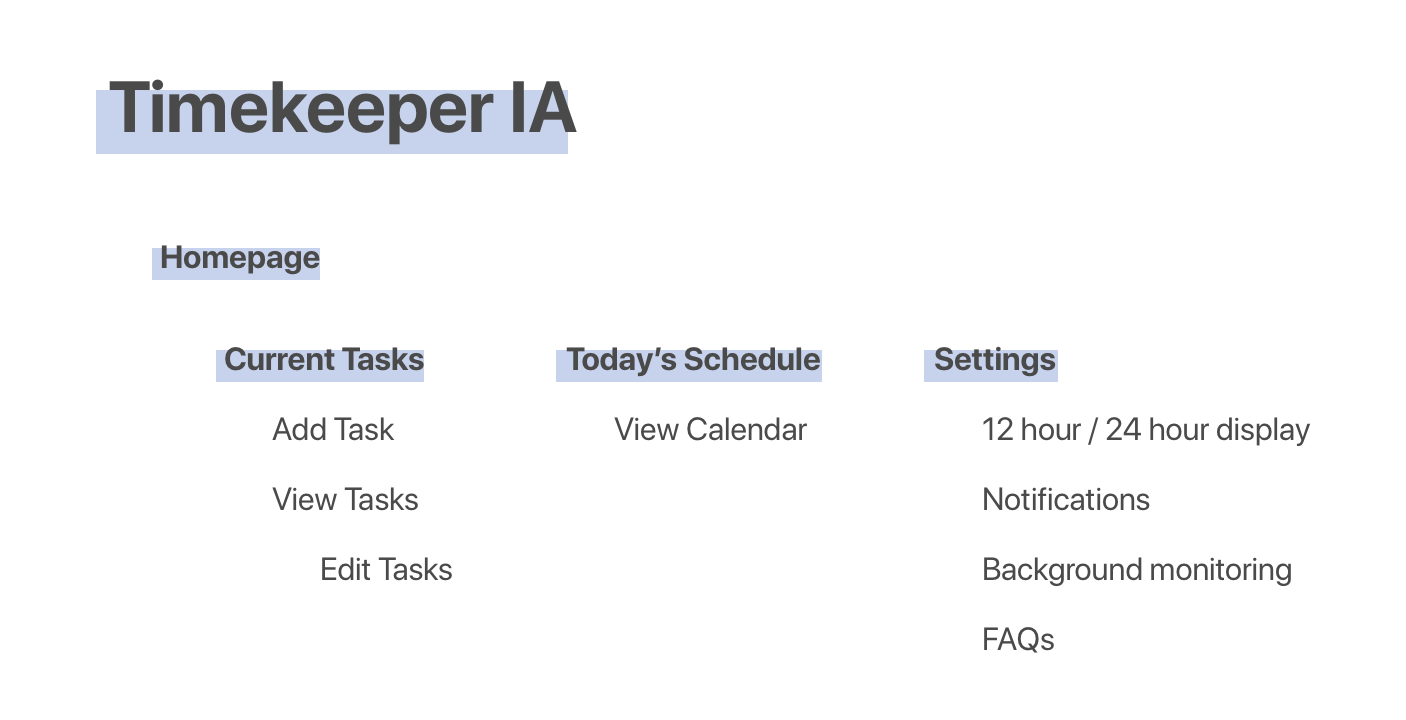 Timekeeper IA
Homepage
Current Tasks
Add Task
View Tasks
Edit Tasks
Today’s Schedule
View Calendar
Settings
12 hour / 24 hour display
Notifications
Background monitoring
FAQs